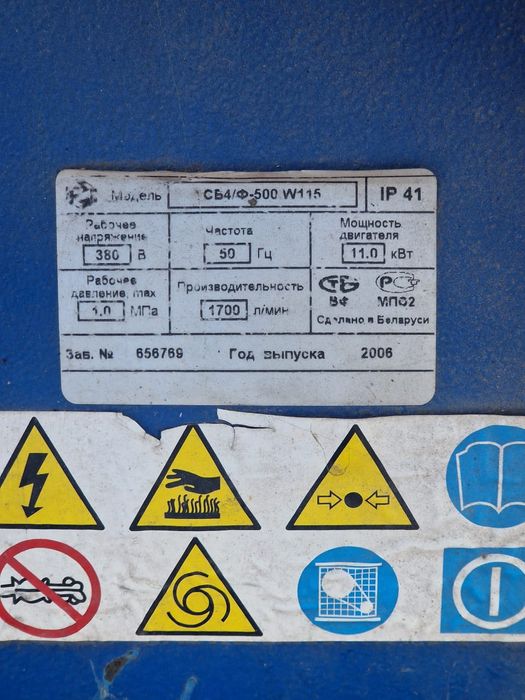 Модель СБ4/Ф-500 W115 IP 41
Рабочее напряжение 380 В
Частота 50 Гц
Мощность двигателя 11.0 кВт
Рабочее давление, max 1,0 МПа
Производительность 1700 л/мин
ВФ МП02
Сделано в Беларуси
Зав. № 656769 Год выпуска 2006